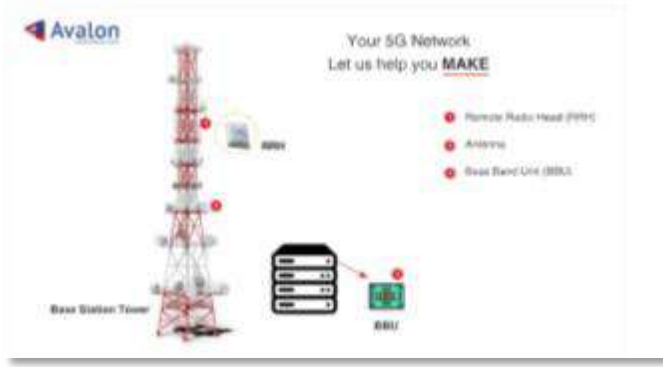 Avalon
Your 5G Network
Let us help you MAKE
Remote Radio Head (RRH)
Antenna
Base Band Unit (BBU)
RRH
Base Station Tower
BBU